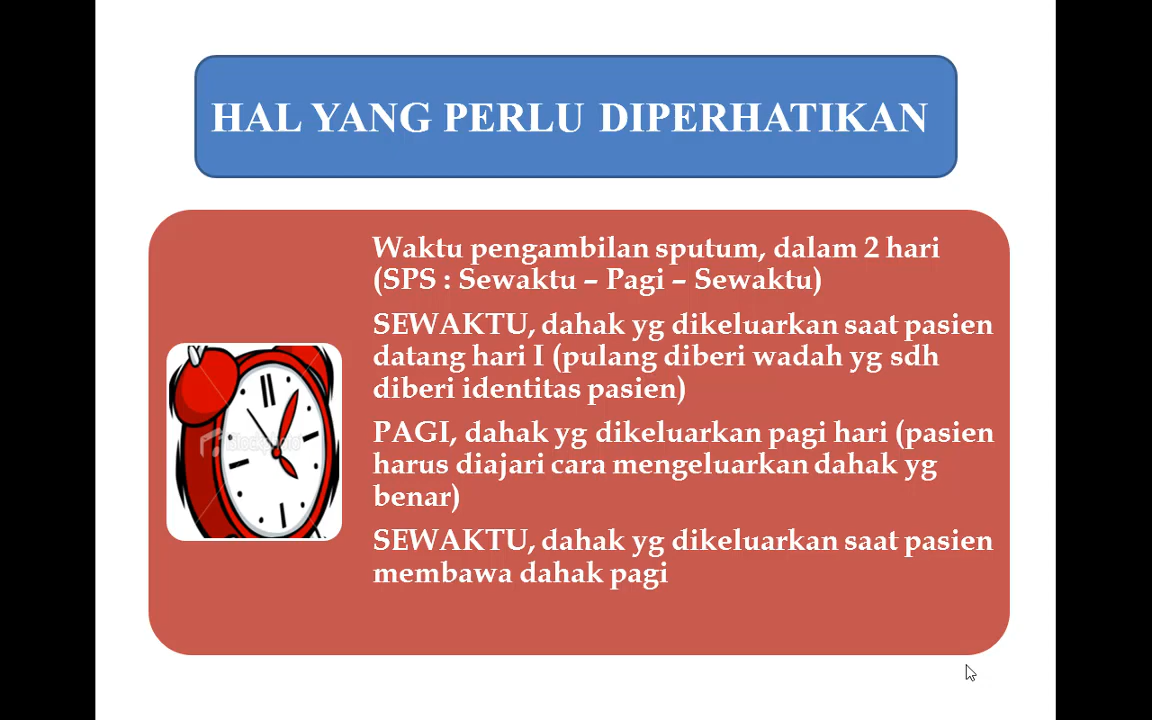 HAL YANG PERLU DIPERHATIKAN
Waktu pengambilan sputum, dalam 2 hari
(SPS : Sewaktu – Pagi – Sewaktu)
SEWAKTU, dahak yg dikeluarkan saat pasien
datang hari I (pulang diberi wadah yg sdh
diberi identitas pasien)
PAGI, dahak yg dikeluarkan pagi hari (pasien
harus diajari cara mengeluarkan dahak yg
benar)
SEWAKTU, dahak yg dikeluarkan saat pasien
membawa dahak pagi